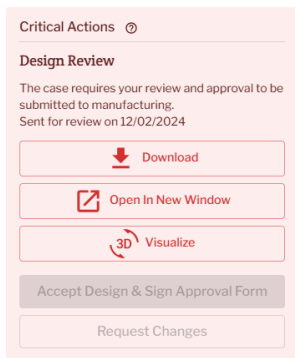 Critical Actions ?
Design Review
The case requires your review and approval to be
submitted to manufacturing.
Sent for review on 12/02/2024
Download
Open In New Window
3D Visualize
Accept Design & Sign Approval Form
Request Changes